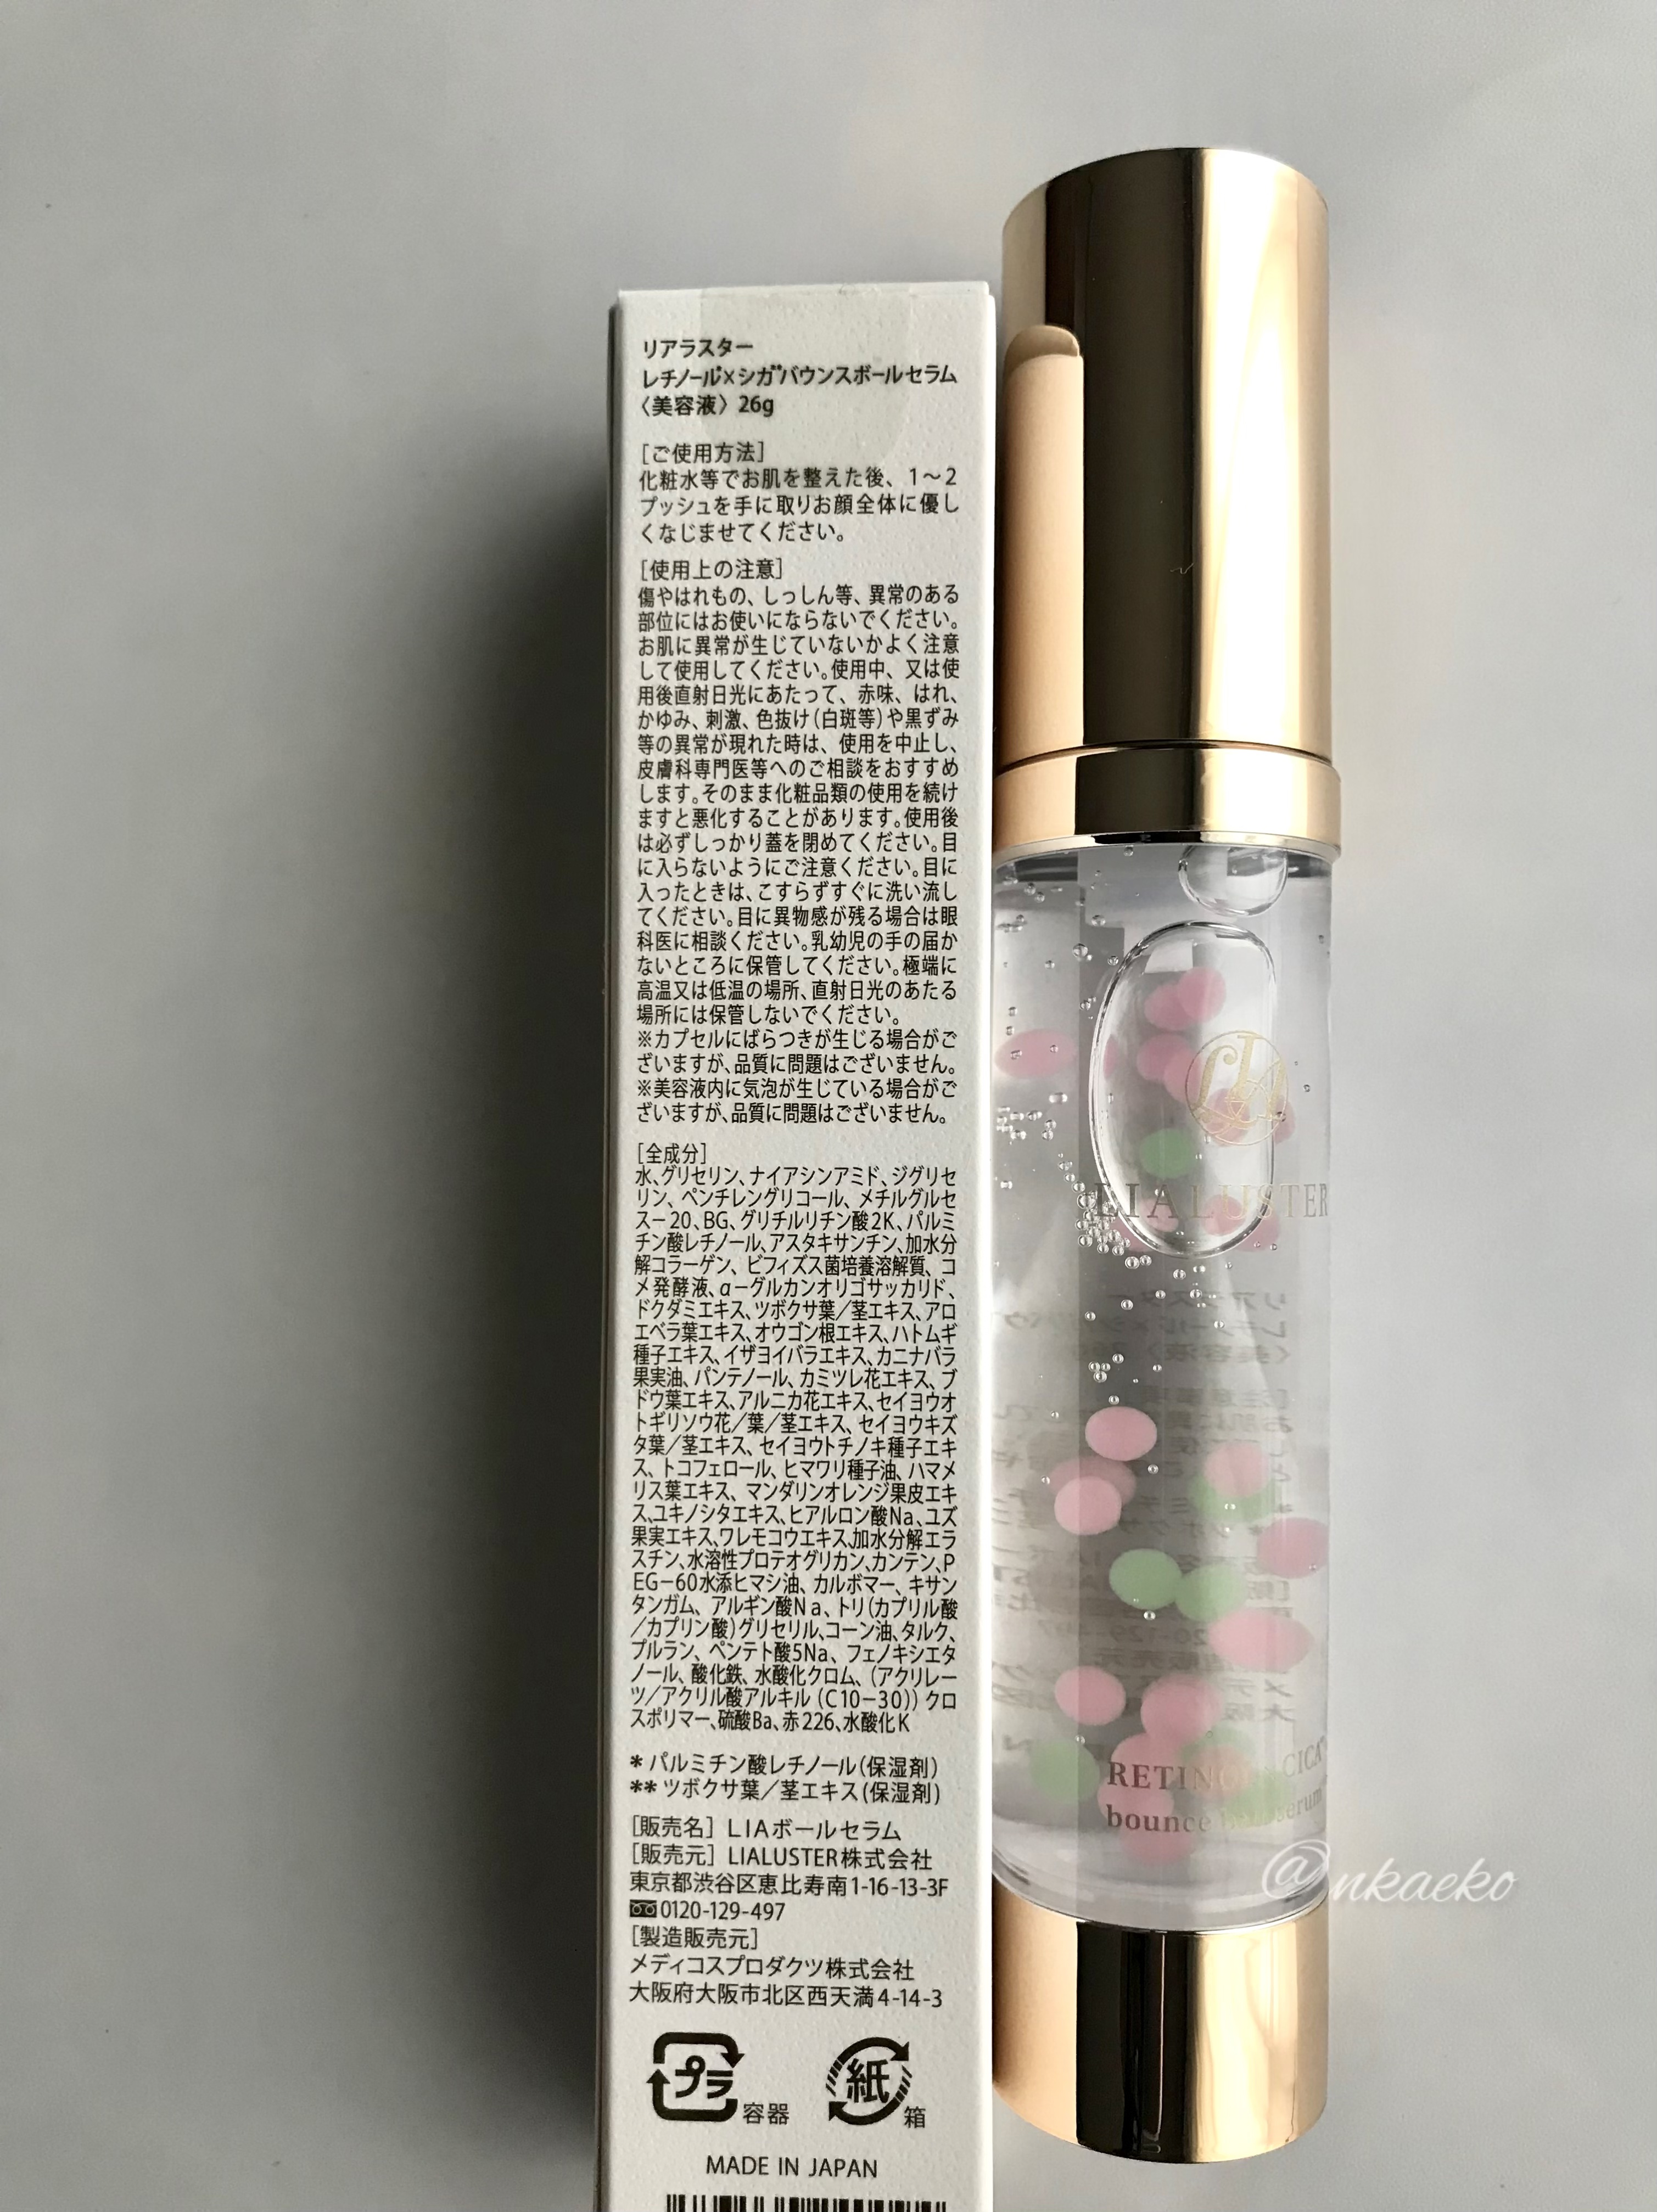 リアラスター
レチノール*×シカ**バウンスボールセラム
〈美容液〉26g
[ご使用方法]
化粧水等でお肌を整えた後、1〜2
プッシュを手に取りお顔全体に優し
くなじませてください。
[使用上の注意]
傷やはれもの、しっしん等、異常のある
部位にはお使いにならないでください。
お肌に異常が生じていないかよく注意
して使用してください。使用中、又は使
用後直射日光にあたって、赤味、はれ、
かゆみ、刺激、色抜け(白斑等)や黒ずみ
等の異常が現れた時は、使用を中止し、
皮膚科専門医等へのご相談をおすすめ
します。そのまま化粧品類の使用を続け
ますと悪化することがあります。使用後
は必ずしっかり蓋を閉めてください。目
に入らないようにご注意ください。目に
入ったときは、こすらずすぐに洗い流し
てください。目に異物感が残る場合は眼
科医に相談ください。乳幼児の手の届か
ないところに保管してください。極端に
高温又は低温の場所、直射日光のあたる
場所には保管しないでください。
※カプセルにばらつきが生じる場合がご
ざいますが、品質に問題はございません。
※美容液内に気泡が生じている場合がご
ざいますが、品質に問題はございません。
[全成分]
水、グリセリン、ナイアシンアミド、ジグリセ
リン、ペンチレングリコール、メチルグルセ
ス−20、BG、グリチルリチン酸2K、パルミ
チン酸レチノール、アスタキサンチン、加水分
解コラーゲン、ビフィズス菌培養溶解質、コ
メ発酵液、α−グルカンオリゴサッカリド、
ドクダミエキス、ツボクサ葉/茎エキス、アロ
エベラ葉エキス、オウゴン根エキス、ハトムギ
種子エキス、イザヨイバラエキス、カニナバラ
果実油、パンテノール、カミツレ花エキス、ブ
ドウ葉エキス、アルニカ花エキス、セイヨウオ
トギリソウ花/葉/茎エキス、セイヨウキズ
タ葉/茎エキス、セイヨウトチノキ種子エキ
ス、トコフェロール、ヒマワリ種子油、ハマメ
リス葉エキス、マンダリンオレンジ果皮エキ
ス、ユキノシタエキス、ヒアルロン酸Na、ユズ
果実エキス、ワレモコウエキス、加水分解エラ
スチン、水溶性プロテオグリカン、カンテン、P
EG−60水添ヒマシ油、カルボマー、キサン
タンガム、アルギン酸Na、トリ(カプリル酸
/カプリン酸)グリセリル、コーン油、タルク、
プルラン、ペンテト酸5Na、フェノキシエタ
ノール、酸化鉄、水酸化クロム、(アクリレー
ツ/アクリル酸アルキル(C10−30))クロ
スポリマー、硫酸Ba、赤226、水酸化K
* パルミチン酸レチノール(保湿剤)
** ツボクサ葉/茎エキス(保湿剤)
[販売名] LIAボールセラム
[販売元] LIALUSTER株式会社
東京都渋谷区恵比寿南1-16-13-3F
0120-129-497
[製造販売元]
メディコスプロダクツ株式会社
大阪府大阪市北区西天満4-14-3
プラ 容器
紙 箱
MADE IN JAPAN
LIA
LIALUSTER
RETINOL CICA
bounce ball serum
@nkaeko